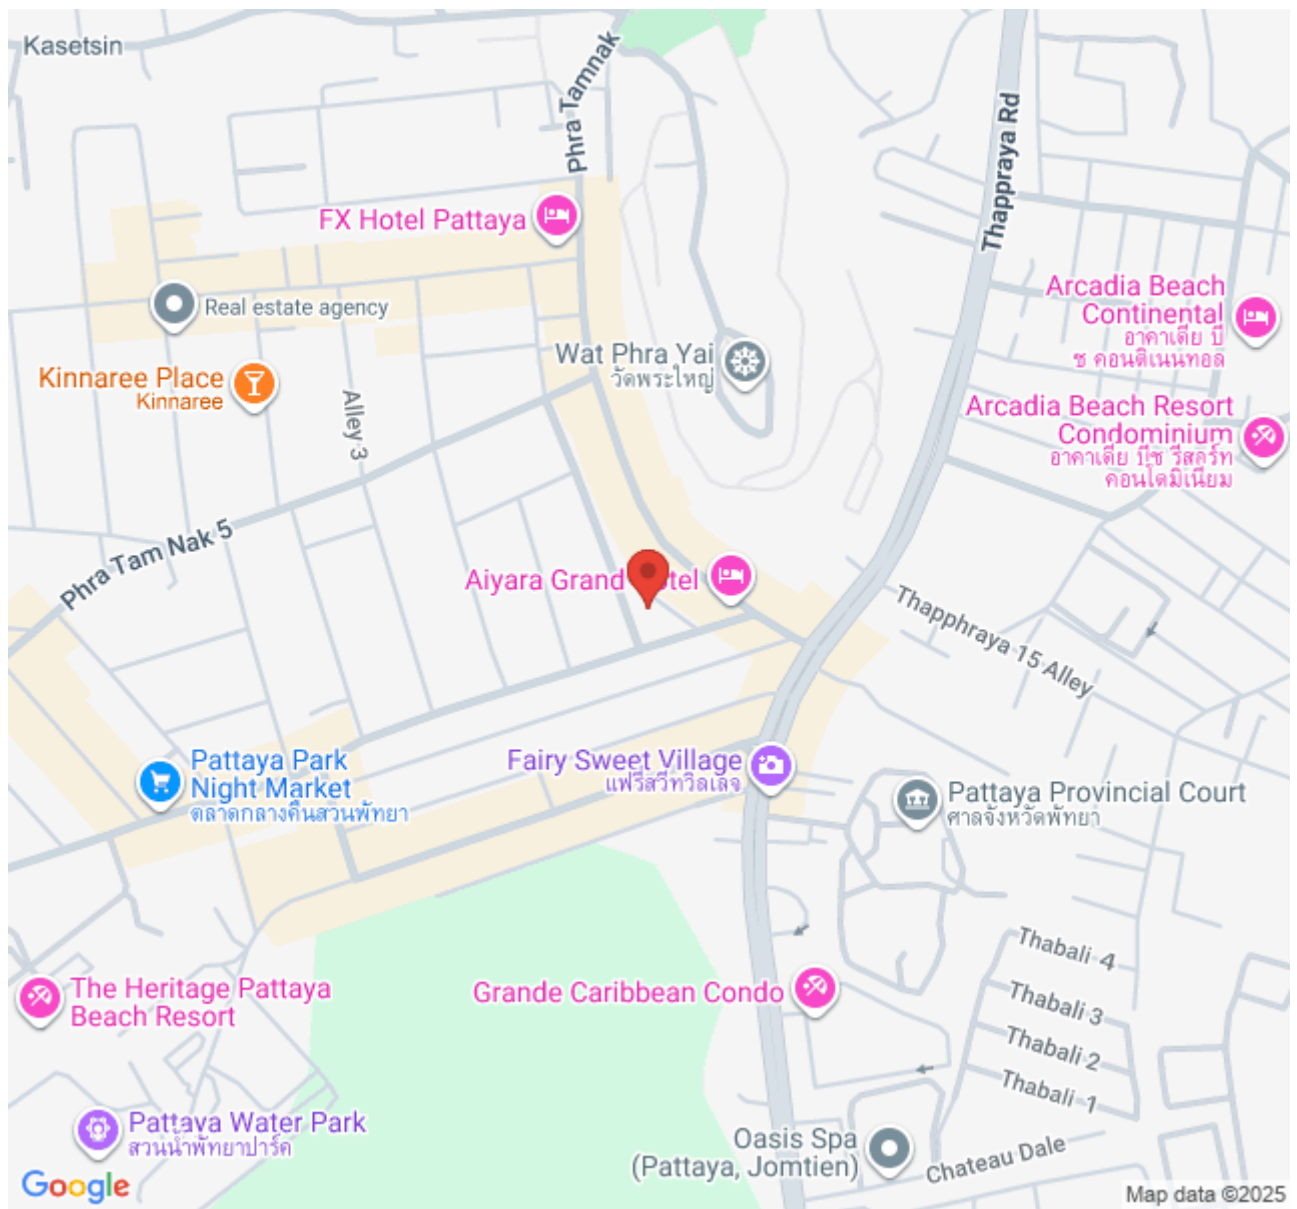 Kasetsin
Phra Tamnak
Thappraya Rd
FX Hotel Pattaya
Real estate agency
Arcadia Beach
Continental
อาคาเดีย บี
ช คอนติเนนทอล
Wat Phra Yai
วัดพระใหญ่
Kinnaree Place
Kinnaree
Alley 3
Arcadia Beach Resort
Condominium
อาคาเดีย บีช รีสอร์ท
คอนโดมิเนียม
Phra Tam Nak 5
Aiyara Grand Hotel
Thapphraya 15 Alley
Pattaya Park
Night Market
ตลาดกลางคืนสวนพัทยา
Fairy Sweet Village
แฟรี่สวีทวิลเลจ
Pattaya Provincial Court
ศาลจังหวัดพัทยา
Thabali 4
The Heritage Pattaya
Beach Resort
Grande Caribbean Condo
Thabali 3
Thabali 2
Thabali 1
Pattaya Water Park
สวนน้ำพัทยาปาร์ค
Oasis Spa
(Pattaya, Jomtien)
Chateau Dale
Google
Map data ©2025